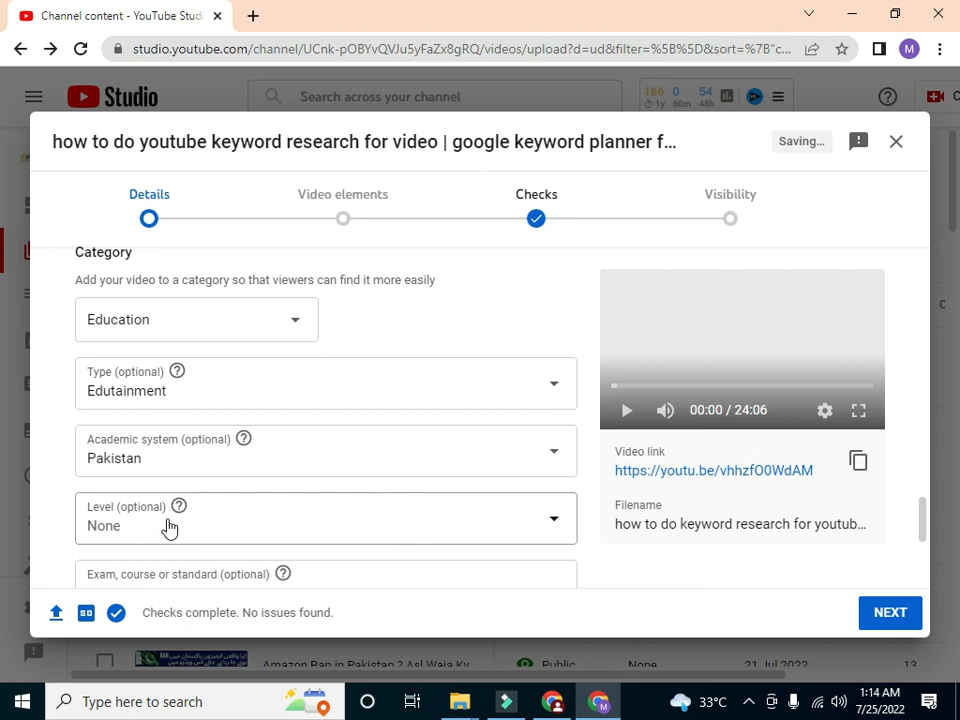 Channel content - YouTube Studi
studio.youtube.com/channel/UCnk-pOBYvQVJu5yFaZx8gRQ/videos/upload?d=ud&filter=%5B%5D&sort=%7B"c...
M
Studio
Search across your channel
166 0 54
1y 60m 48h
C
how to do youtube keyword research for video | google keyword planner f...
Saving...
Details
Video elements
Checks
Visibility
Category
Add your video to a category so that viewers can find it more easily
Education
Type (optional)
Edutainment
Academic system (optional)
Pakistan
Level (optional)
None
Exam, course or standard (optional)
00:00 / 24:06
Video link
https://youtu.be/vhhzfO0WdAM
Filename
how to do keyword research for youtub...
SD
Checks complete. No issues found.
NEXT
Amazon Ban in Pakistan ? Asl Waja Ky
Public
None
21 Jul 2022
13
Type here to search
33°C
1:14 AM
7/25/2022